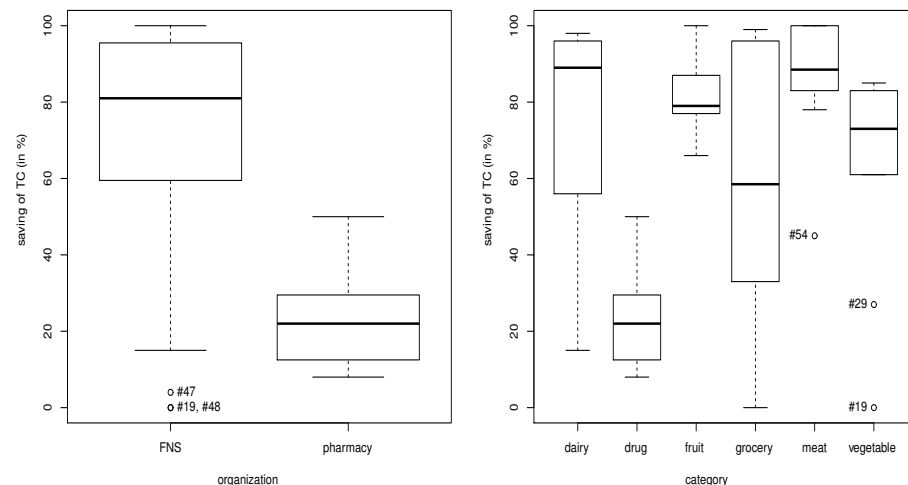 saving of TC (in %)
100
80
60
40
20
0
#47
#19, #48
FNS
pharmacy
organization
saving of TC (in %)
100
80
60
40
20
0
#54
#29
#19
dairy
drug
fruit
grocery
meat
vegetable
category